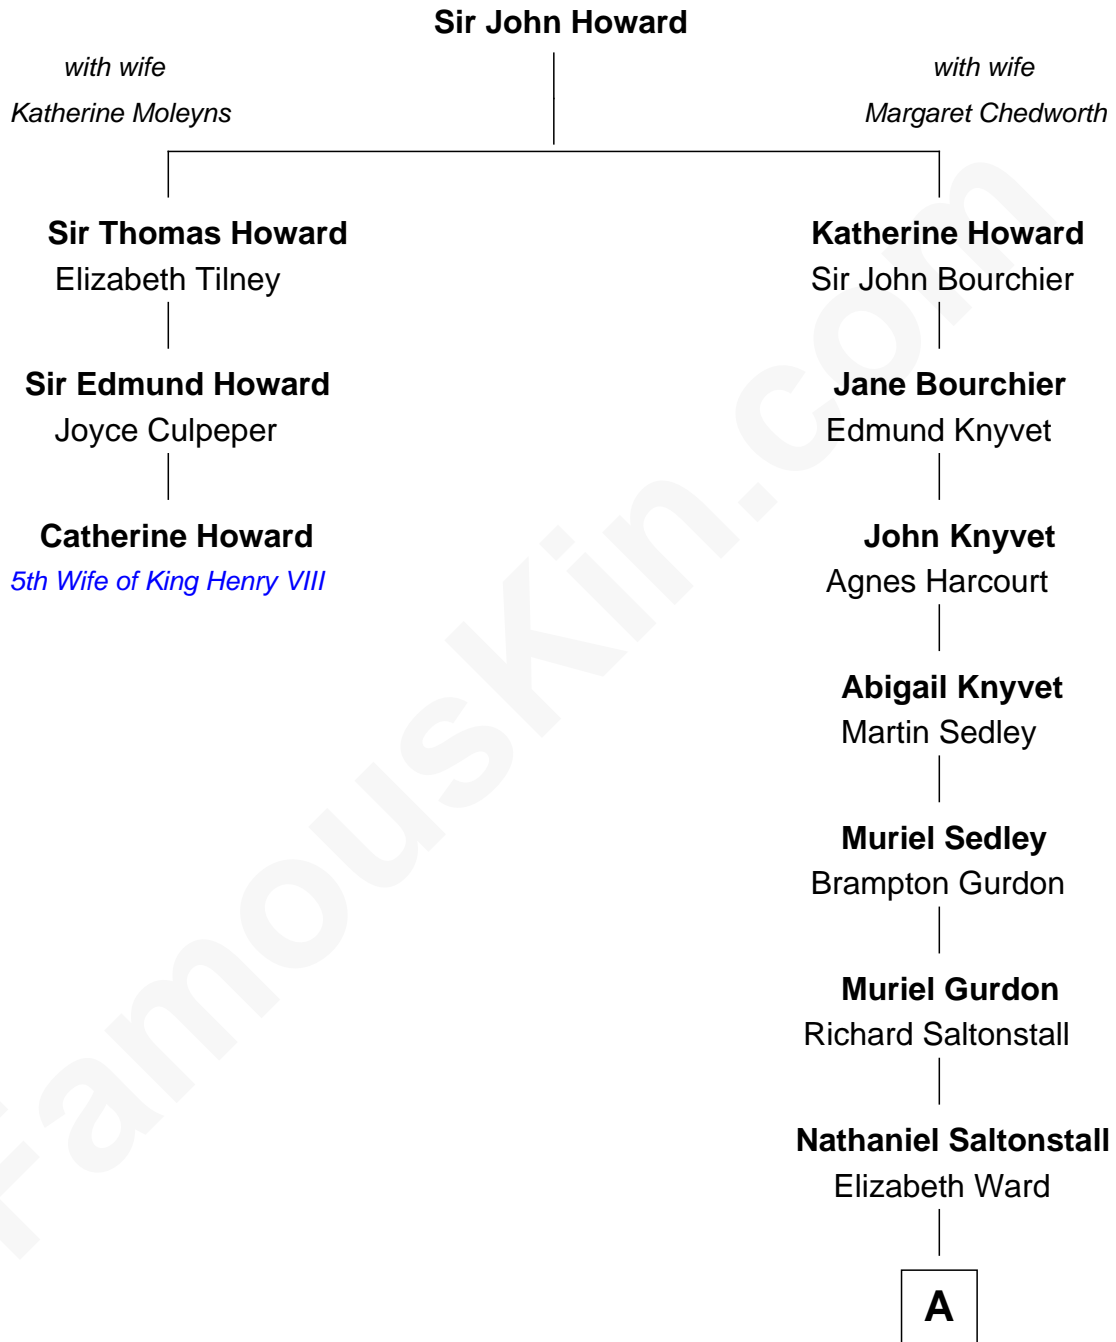 Sir John Howard
with wife
Katherine Moleyns
with wife
Margaret Chedworth
Sir Thomas Howard
Elizabeth Tilney
Sir Edmund Howard
Joyce Culpeper
Catherine Howard
5th Wife of King Henry VIII
Katherine Howard
Sir John Bourchier
Jane Bourchier
Edmund Knyvet
John Knyvet
Agnes Harcourt
Abigail Knyvet
Martin Sedley
Muriel Sedley
Brampton Gurdon
Muriel Gurdon
Richard Saltonstall
Nathaniel Saltonstall
Elizabeth Ward
A
FamousKin.com